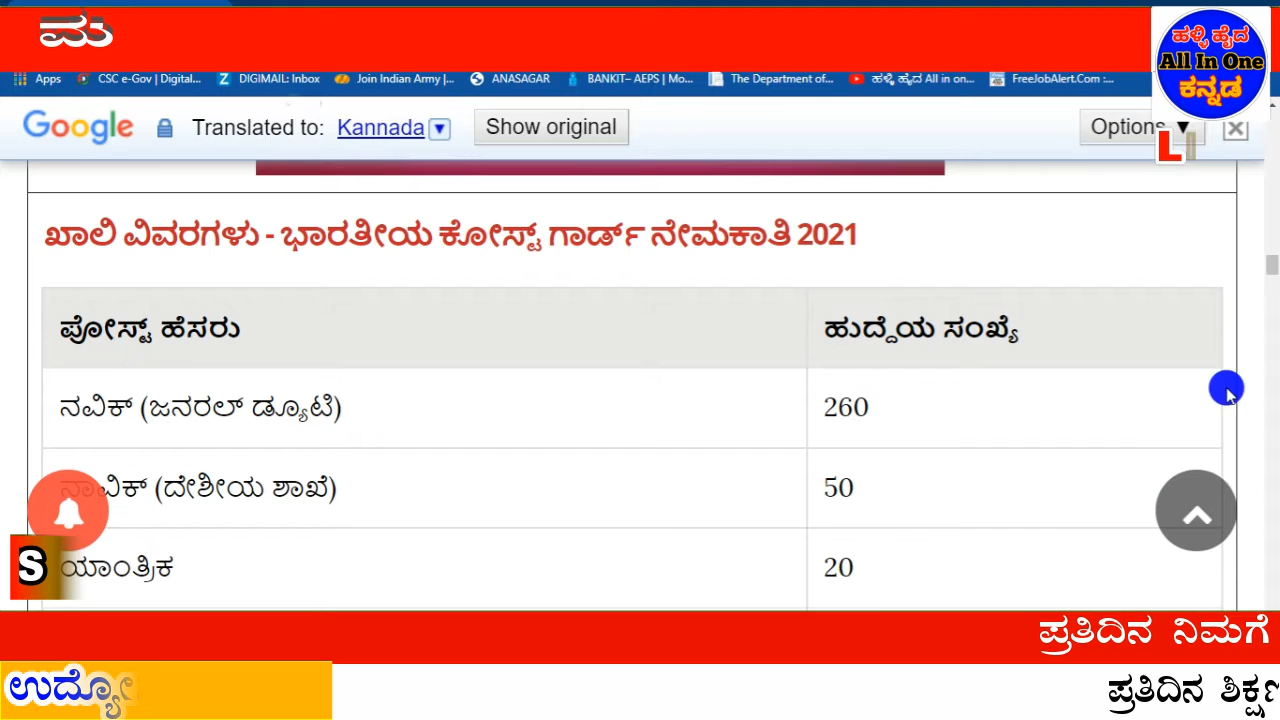 ಮ
ಹಳ್ಳಿ ಹೈದ
All In One
ಕನ್ನಡ
Apps CSC e-Gov | Digital... DIGIMAIL: Inbox Join Indian Army |... ANASAGAR BANKIT– AEPS | Mo... The Department of... ಹಳ್ಳಿ ಹೈದ All in on... FreeJobAlert.Com :...
Google Translated to: Kannada Show original Options ▼
L
ಖಾಲಿ ವಿವರಗಳು - ಭಾರತೀಯ ಕೋಸ್ಟ್ ಗಾರ್ಡ್ ನೇಮಕಾತಿ 2021
ಪೋಸ್ಟ್ ಹೆಸರು ಹುದ್ದೆಯ ಸಂಖ್ಯೆ
ನವಿಕ್ (ಜನರಲ್ ಡ್ಯೂಟಿ) 260
ನಾವಿಕ್ (ದೇಶೀಯ ಶಾಖೆ) 50
S ಯಾಂತ್ರಿಕ 20
ಪ್ರತಿದಿನ ನಿಮಗೆ
ಉದ್ಯೋ
ಪ್ರತಿದಿನ ಶಿಕ್ಷಣ